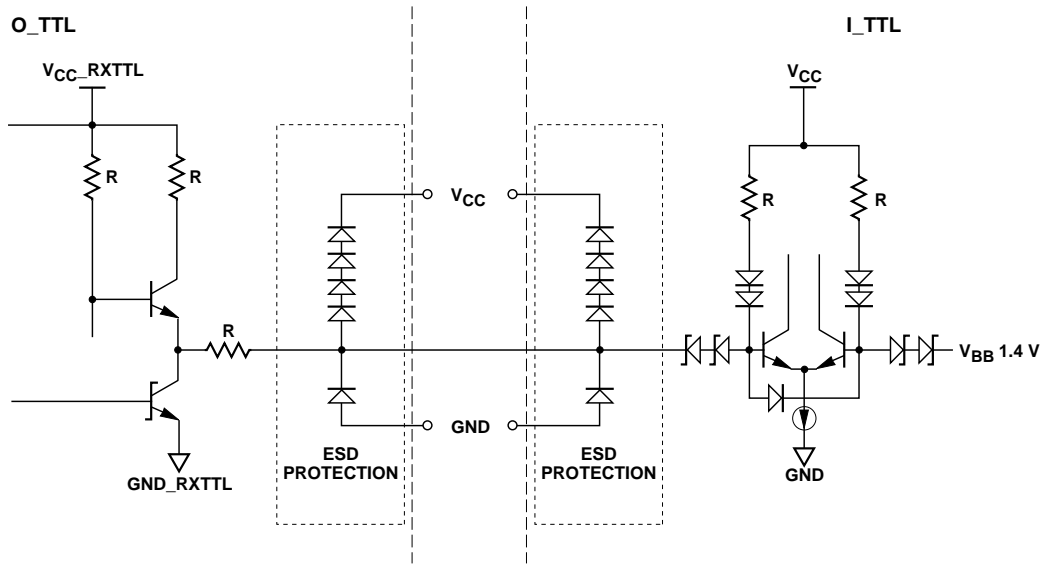 O_TTL
I_TTL
VCC_RXTTL
VCC
R
R
VCC
R
R
R
VBB 1.4 V
GND
ESD
PROTECTION
ESD
PROTECTION
GND
GND_RXTTL